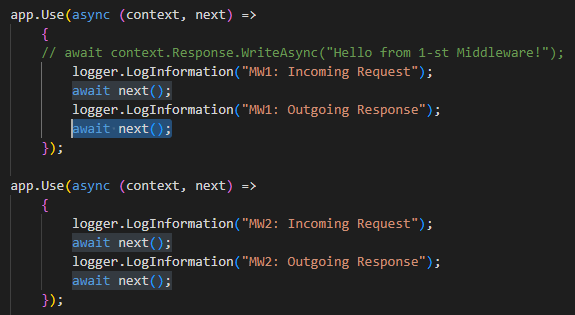 app.Use(async (context, next) =>
{
// await context.Response.WriteAsync("Hello from 1-st Middleware!");
logger.LogInformation("MW1: Incoming Request");
await next();
logger.LogInformation("MW1: Outgoing Response");
await next();
});
app.Use(async (context, next) =>
{
logger.LogInformation("MW2: Incoming Request");
await next();
logger.LogInformation("MW2: Outgoing Response");
await next();
});